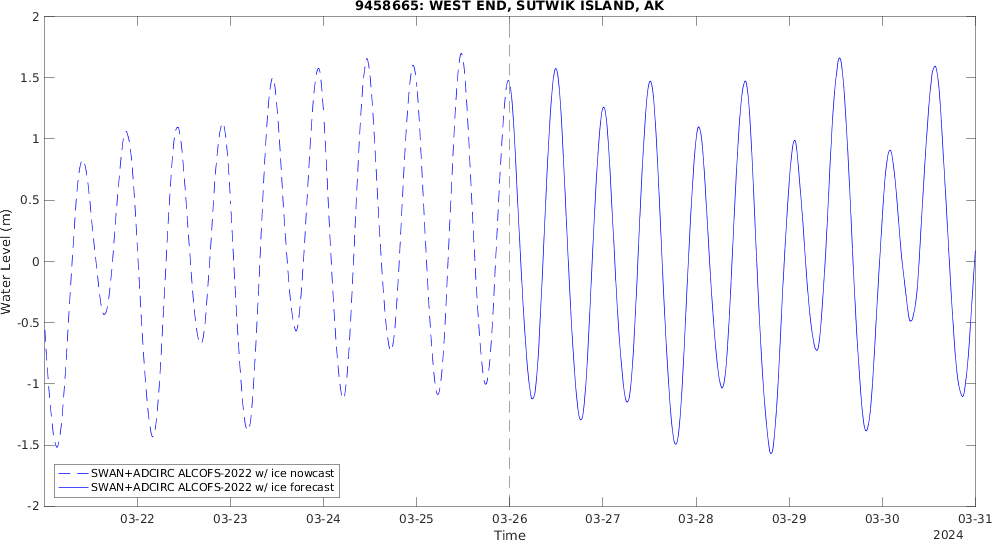 9458665: WEST END, SUTWIK ISLAND, AK
2
1.5
1
0.5
0
-0.5
-1
-1.5
-2
Water Level (m)
SWAN+ADCIRC ALCOFS-2022 w/ ice nowcast
SWAN+ADCIRC ALCOFS-2022 w/ ice forecast
03-22 03-23 03-24 03-25 03-26 03-27 03-28 03-29 03-30 03-31
Time
2024